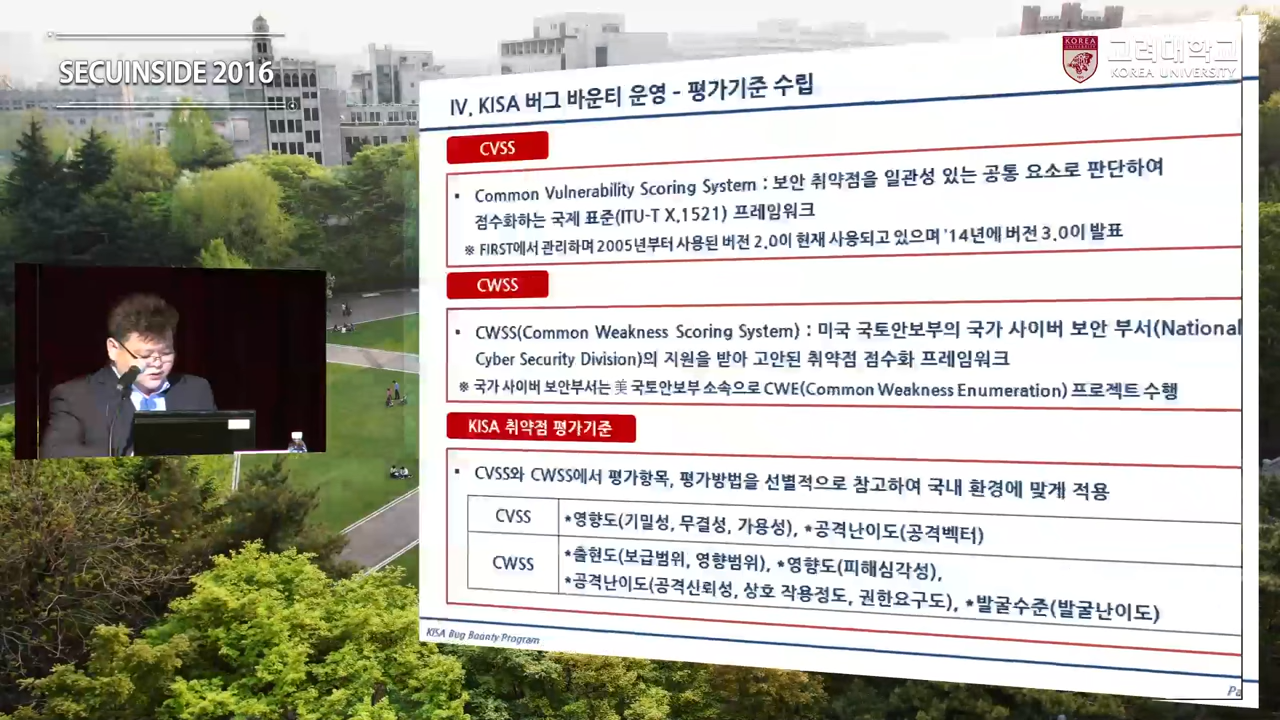 SECUINSIDE 2016
KOREA
UNIVERSITY
고려대학교
KOREA UNIVERSITY
IV. KISA 버그 바운티 운영 - 평가기준 수립
CVSS
▪ Common Vulnerability Scoring System : 보안 취약점을 일관성 있는 공통 요소로 판단하여
점수화하는 국제 표준(ITU-T X.1521) 프레임워크
※ FIRST에서 관리하며 2005년부터 사용된 버전 2.0이 현재 사용되고 있으며 '14년에 버전 3.0이 발표
CWSS
▪ CWSS(Common Weakness Scoring System) : 미국 국토안보부의 국가 사이버 보안 부서(National
Cyber Security Division)의 지원을 받아 고안된 취약점 점수화 프레임워크
※ 국가 사이버 보안부서는 美 국토안보부 소속으로 CWE(Common Weakness Enumeration) 프로젝트 수행
KISA 취약점 평가기준
▪ CVSS와 CWSS에서 평가항목, 평가방법을 선별적으로 참고하여 국내 환경에 맞게 적용
CVSS
*영향도(기밀성, 무결성, 가용성), *공격난이도(공격벡터)
CWSS
*출현도(보급범위, 영향범위), *영향도(피해심각성),
*공격난이도(공격신뢰성, 상호 작용정도, 권한요구도), *발굴수준(발굴난이도)
KISA Bug Bounty Program